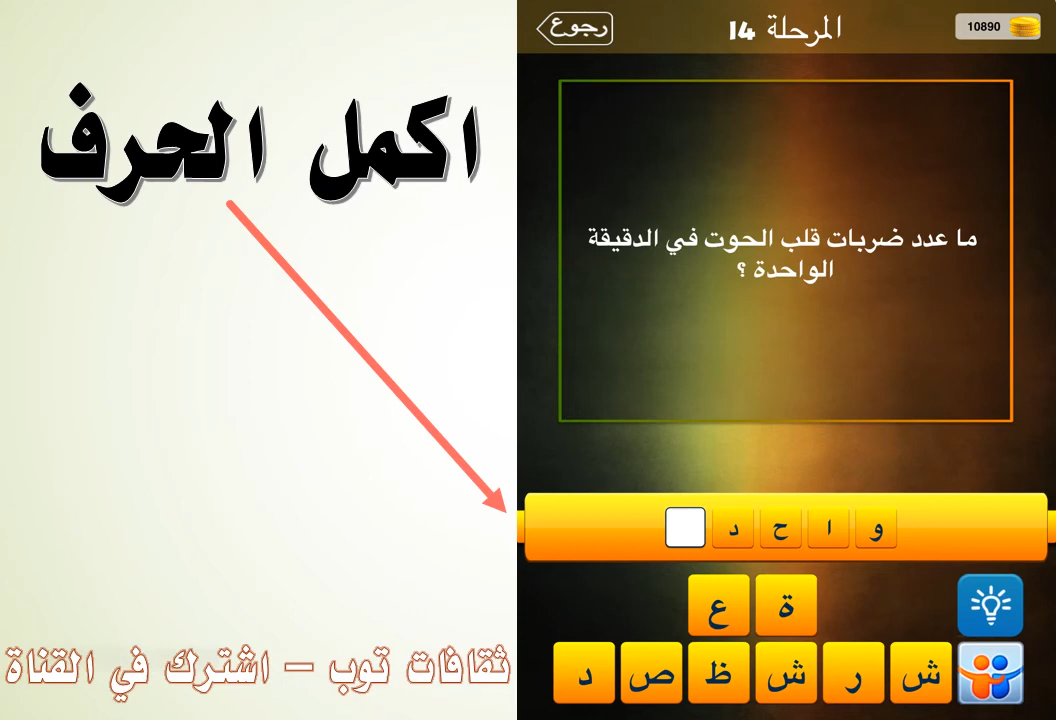 اكمل الحرف
ثقافات توب – اشترك في القناة
رجوع
المرحلة 14
10890
ما عدد ضربات قلب الحوت في الدقيقة
الواحدة ؟
و ا ح د
ة ع
ش ر ش ظ ص د